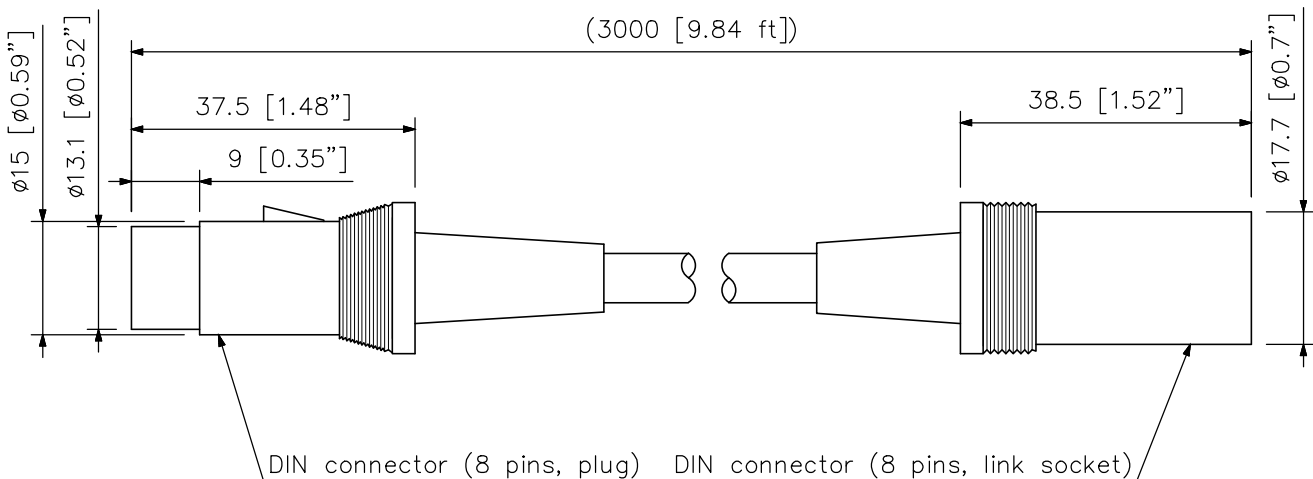 (3000 [9.84 ft])
37.5 [1.48”]
38.5 [1.52”]
9 [0.35”]
ø15 [ø0.59”]
ø13.1 [ø0.52”]
ø17.7 [ø0.7”]
DIN connector (8 pins, plug)
DIN connector (8 pins, link socket)